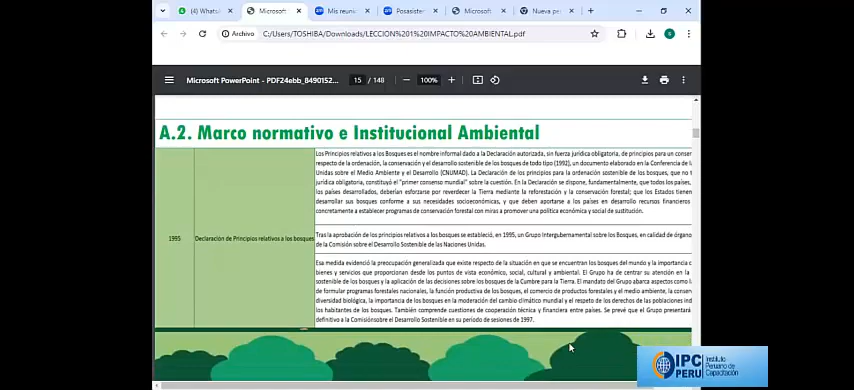 (4) Whats
Microsoft
Mis reuni
Posasiste
Microsoft
Nueva pe
Archivo
C:/Users/TOSHIBA/Downloads/LECCION%201%20IMPACTO%20AMBIENTAL.pdf
Microsoft PowerPoint - PDF24ebb_8490152...
15 / 148
100%
A.2. Marco normativo e Institucional Ambiental
Los Principios relativos a los Bosques es el nombre informal dado a la Declaración autorizada, sin fuerza jurídica obligatoria, de principios para un conser
respecto de la ordenación, la conservación y el desarrollo sostenible de los bosques de todo tipo (1992), un documento elaborado en la Conferencia de l
Unidas sobre el Medio Ambiente y el Desarrollo (CNUMAD). La Declaración de los principios para la ordenación sostenible de los bosques, que no t
jurídica obligatoria, constituyó el "primer consenso mundial" sobre la cuestión. En la Declaración se dispone, fundamentalmente, que todos los países,
los países desarrollados, deberían esforzarse por reverdecer la Tierra mediante la reforestación y la conservación forestal; que los Estados tienen
desarrollar sus bosques conforme a sus necesidades socioeconómicas, y que deben aportarse a los países en desarrollo recursos financieros
concretamente a establecer programas de conservación forestal con miras a promover una política económica y social de sustitución.
1995
Declaración de Principios relativos a los bosques
Tras la aprobación de los principios relativos a los bosques se estableció, en 1995, un Grupo Intergubernamental sobre los Bosques, en calidad de órgano
de la Comisión sobre el Desarrollo Sostenible de las Naciones Unidas.
Esa medida evidenció la preocupación generalizada que existe respecto de la situación en que se encuentran los bosques del mundo y la importancia c
bienes y servicios que proporcionan desde los puntos de vista económico, social, cultural y ambiental. El Grupo ha de centrar su atención en la
sostenible de los bosques y la aplicación de las decisiones sobre los bosques de la Cumbre para la Tierra. El mandato del Grupo abarca aspectos como l
de formular programas forestales nacionales, la función productiva de los bosques, el comercio de productos forestales y el medio ambiente, la conser
diversidad biológica, la importancia de los bosques en la moderación del cambio climático mundial y el respeto de los derechos de las poblaciones ind
los habitantes de los bosques. También comprende cuestiones de cooperación técnica y financiera entre países. Se prevé que el Grupo presentará
definitivo a la Comisiónsobre el Desarrollo Sostenible en su período de sesiones de 1997.
IPC
PERU
Instituto
Peruano de
Capacitación